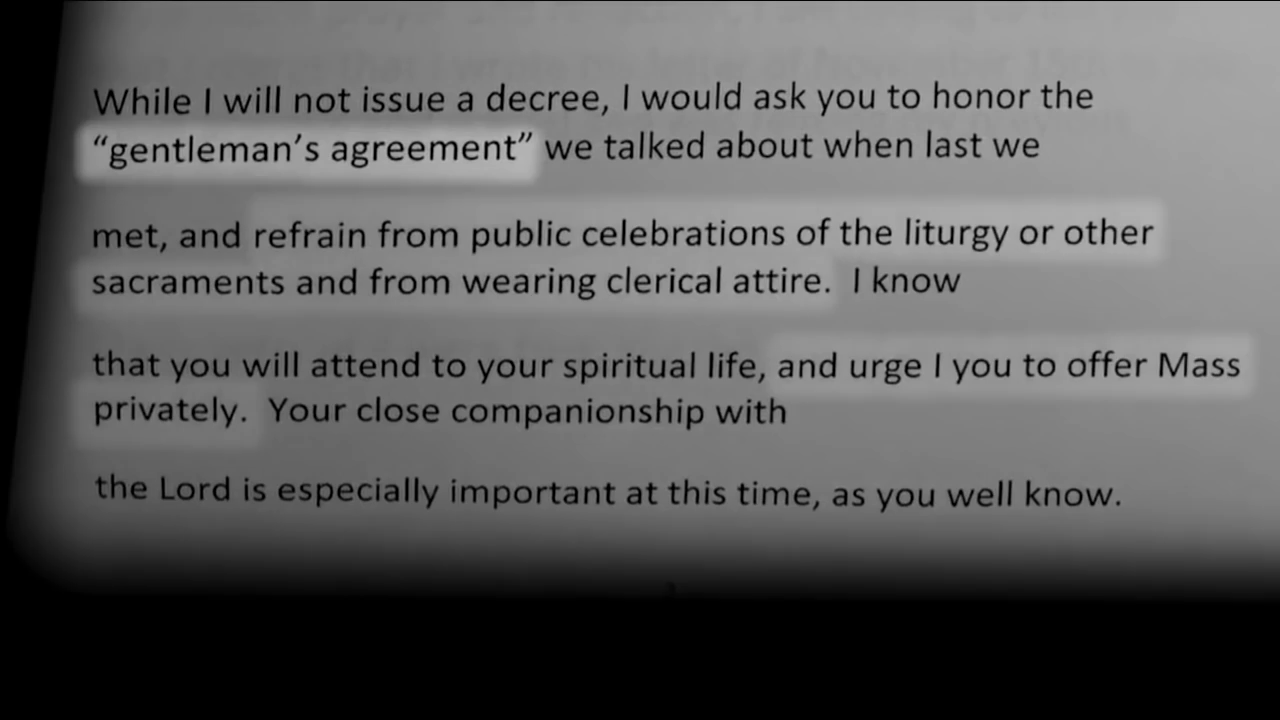 While I will not issue a decree, I would ask you to honor the
“gentleman’s agreement” we talked about when last we
met, and refrain from public celebrations of the liturgy or other
sacraments and from wearing clerical attire. I know
that you will attend to your spiritual life, and urge I you to offer Mass
privately. Your close companionship with
the Lord is especially important at this time, as you well know.